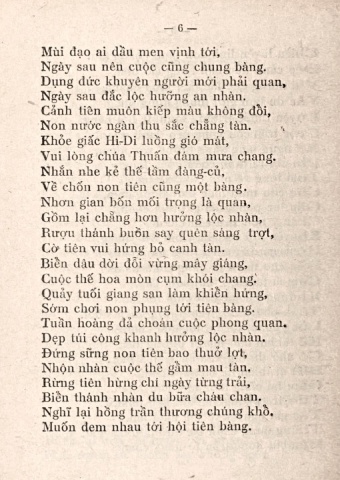 — 6 —
Mùi đạo ai dầu men vịnh tới,
Ngày sau nên cuộc cũng chung bàng.
Dụng đức khuyên người mới phải quan,
Ngày sau đắc lộc hưởng an nhàn.
Cảnh tiên muôn kiếp màu không đổi,
Non nước ngàn thu sắc chẳng tàn.
Khỏe giấc Hi-Di luồng gió mát,
Vui lòng chúa Thuấn đám mưa chang.
Nhắn nhe kẻ thế tầm đàng-củ,
Về chốn non tiên cũng một bàng.
Nhơn gian bốn mối trọng là quan,
Gồm lại chẳng hơn hưởng lộc nhàn,
Rượu thánh buồn say quên sáng trợt,
Cờ tiên vui hứng bỏ canh tàn.
Biển dâu dời đổi vừng mây giáng,
Cuộc thế hoa mòn cụm khói chang.
Quảy tuối giang san làm khiển hứng,
Sớm chơi non phụng tới tiên bàng.
Tuần hoàng đã choán cuộc phong quan.
Dẹp túi công khanh hưởng lộc nhàn.
Đứng sững non tiên bao thuở lợt,
Nhộn nhàn cuộc thế gầm mau tàn.
Rừng tiên hừng chí ngày từng trải,
Biển thánh nhàn du bữa cháu chan.
Nghĩ lại hồng trần thương chúng khổ,
Muốn đem nhau tới hội tiên bàng.